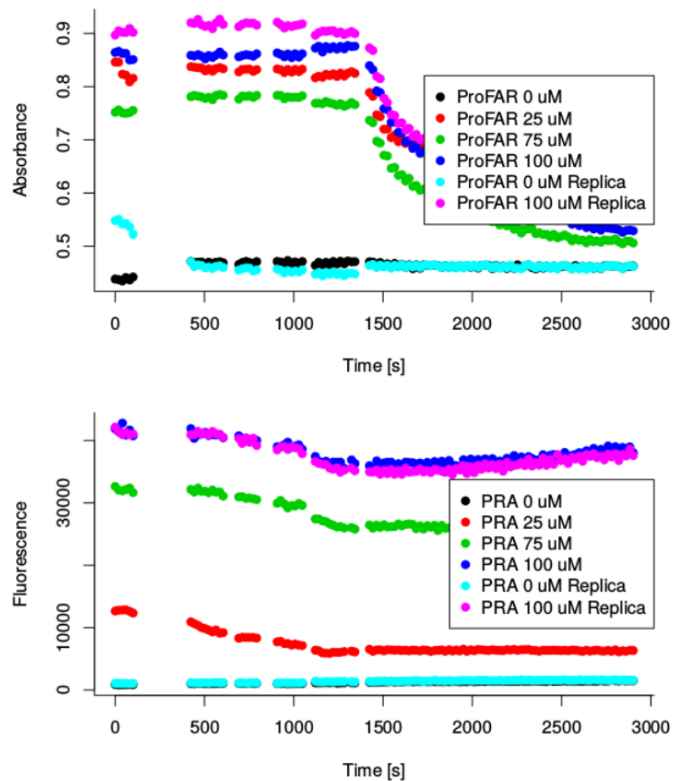 Absorbance
0.5 0.6 0.7 0.8 0.9
ProFAR 0 uM
ProFAR 25 uM
ProFAR 75 uM
ProFAR 100 uM
ProFAR 0 uM Replica
ProFAR 100 uM Replica
0 500 1000 1500 2000 2500 3000
Time [s]
Fluorescence
0 10000 30000
PRA 0 uM
PRA 25 uM
PRA 75 uM
PRA 100 uM
PRA 0 uM Replica
PRA 100 uM Replica
0 500 1000 1500 2000 2500 3000
Time [s]